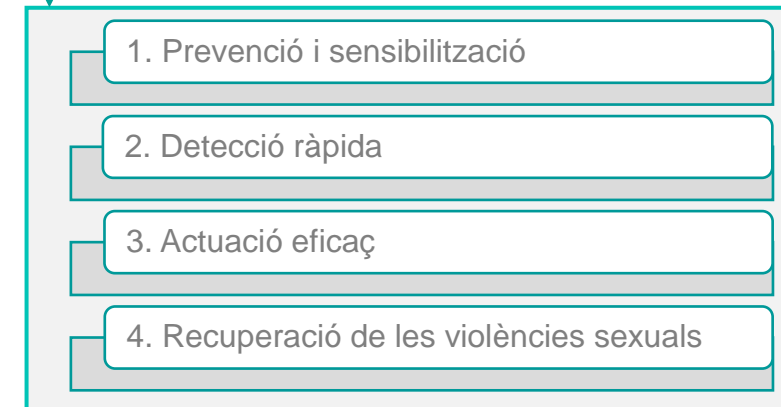 1. Prevenció i sensibilització
2. Detecció ràpida
3. Actuació eficaç
4. Recuperació de les violències sexuals